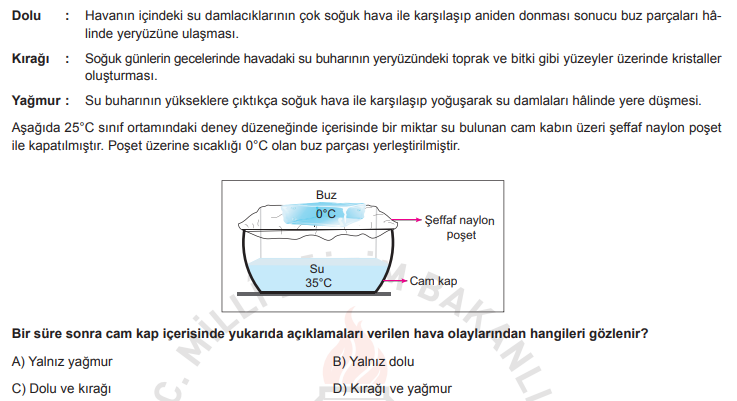 Dolu : Havanın içindeki su damlacıklarının çok soğuk hava ile karşılaşıp aniden donması sonucu buz parçaları hâ-
linde yeryüzüne ulaşması.
Kırağı : Soğuk günlerin gecelerinde havadaki su buharının yeryüzündeki toprak ve bitki gibi yüzeyler üzerinde kristaller
oluşturması.
Yağmur : Su buharının yükseklere çıktıkça soğuk hava ile karşılaşıp yoğuşarak su damlaları hâlinde yere düşmesi.
Aşağıda 25°C sınıf ortamındaki deney düzeneğinde içerisinde bir miktar su bulunan cam kabın üzeri şeffaf naylon poşet
ile kapatılmıştır. Poşet üzerine sıcaklığı 0°C olan buz parçası yerleştirilmiştir.
Buz
0°C
Şeffaf naylon
poşet
Su
35°C
Cam kap
Bir süre sonra cam kap içerisinde yukarıda açıklamaları verilen hava olaylarından hangileri gözlenir?
A) Yalnız yağmur
B) Yalnız dolu
C) Dolu ve kırağı
D) Kırağı ve yağmur